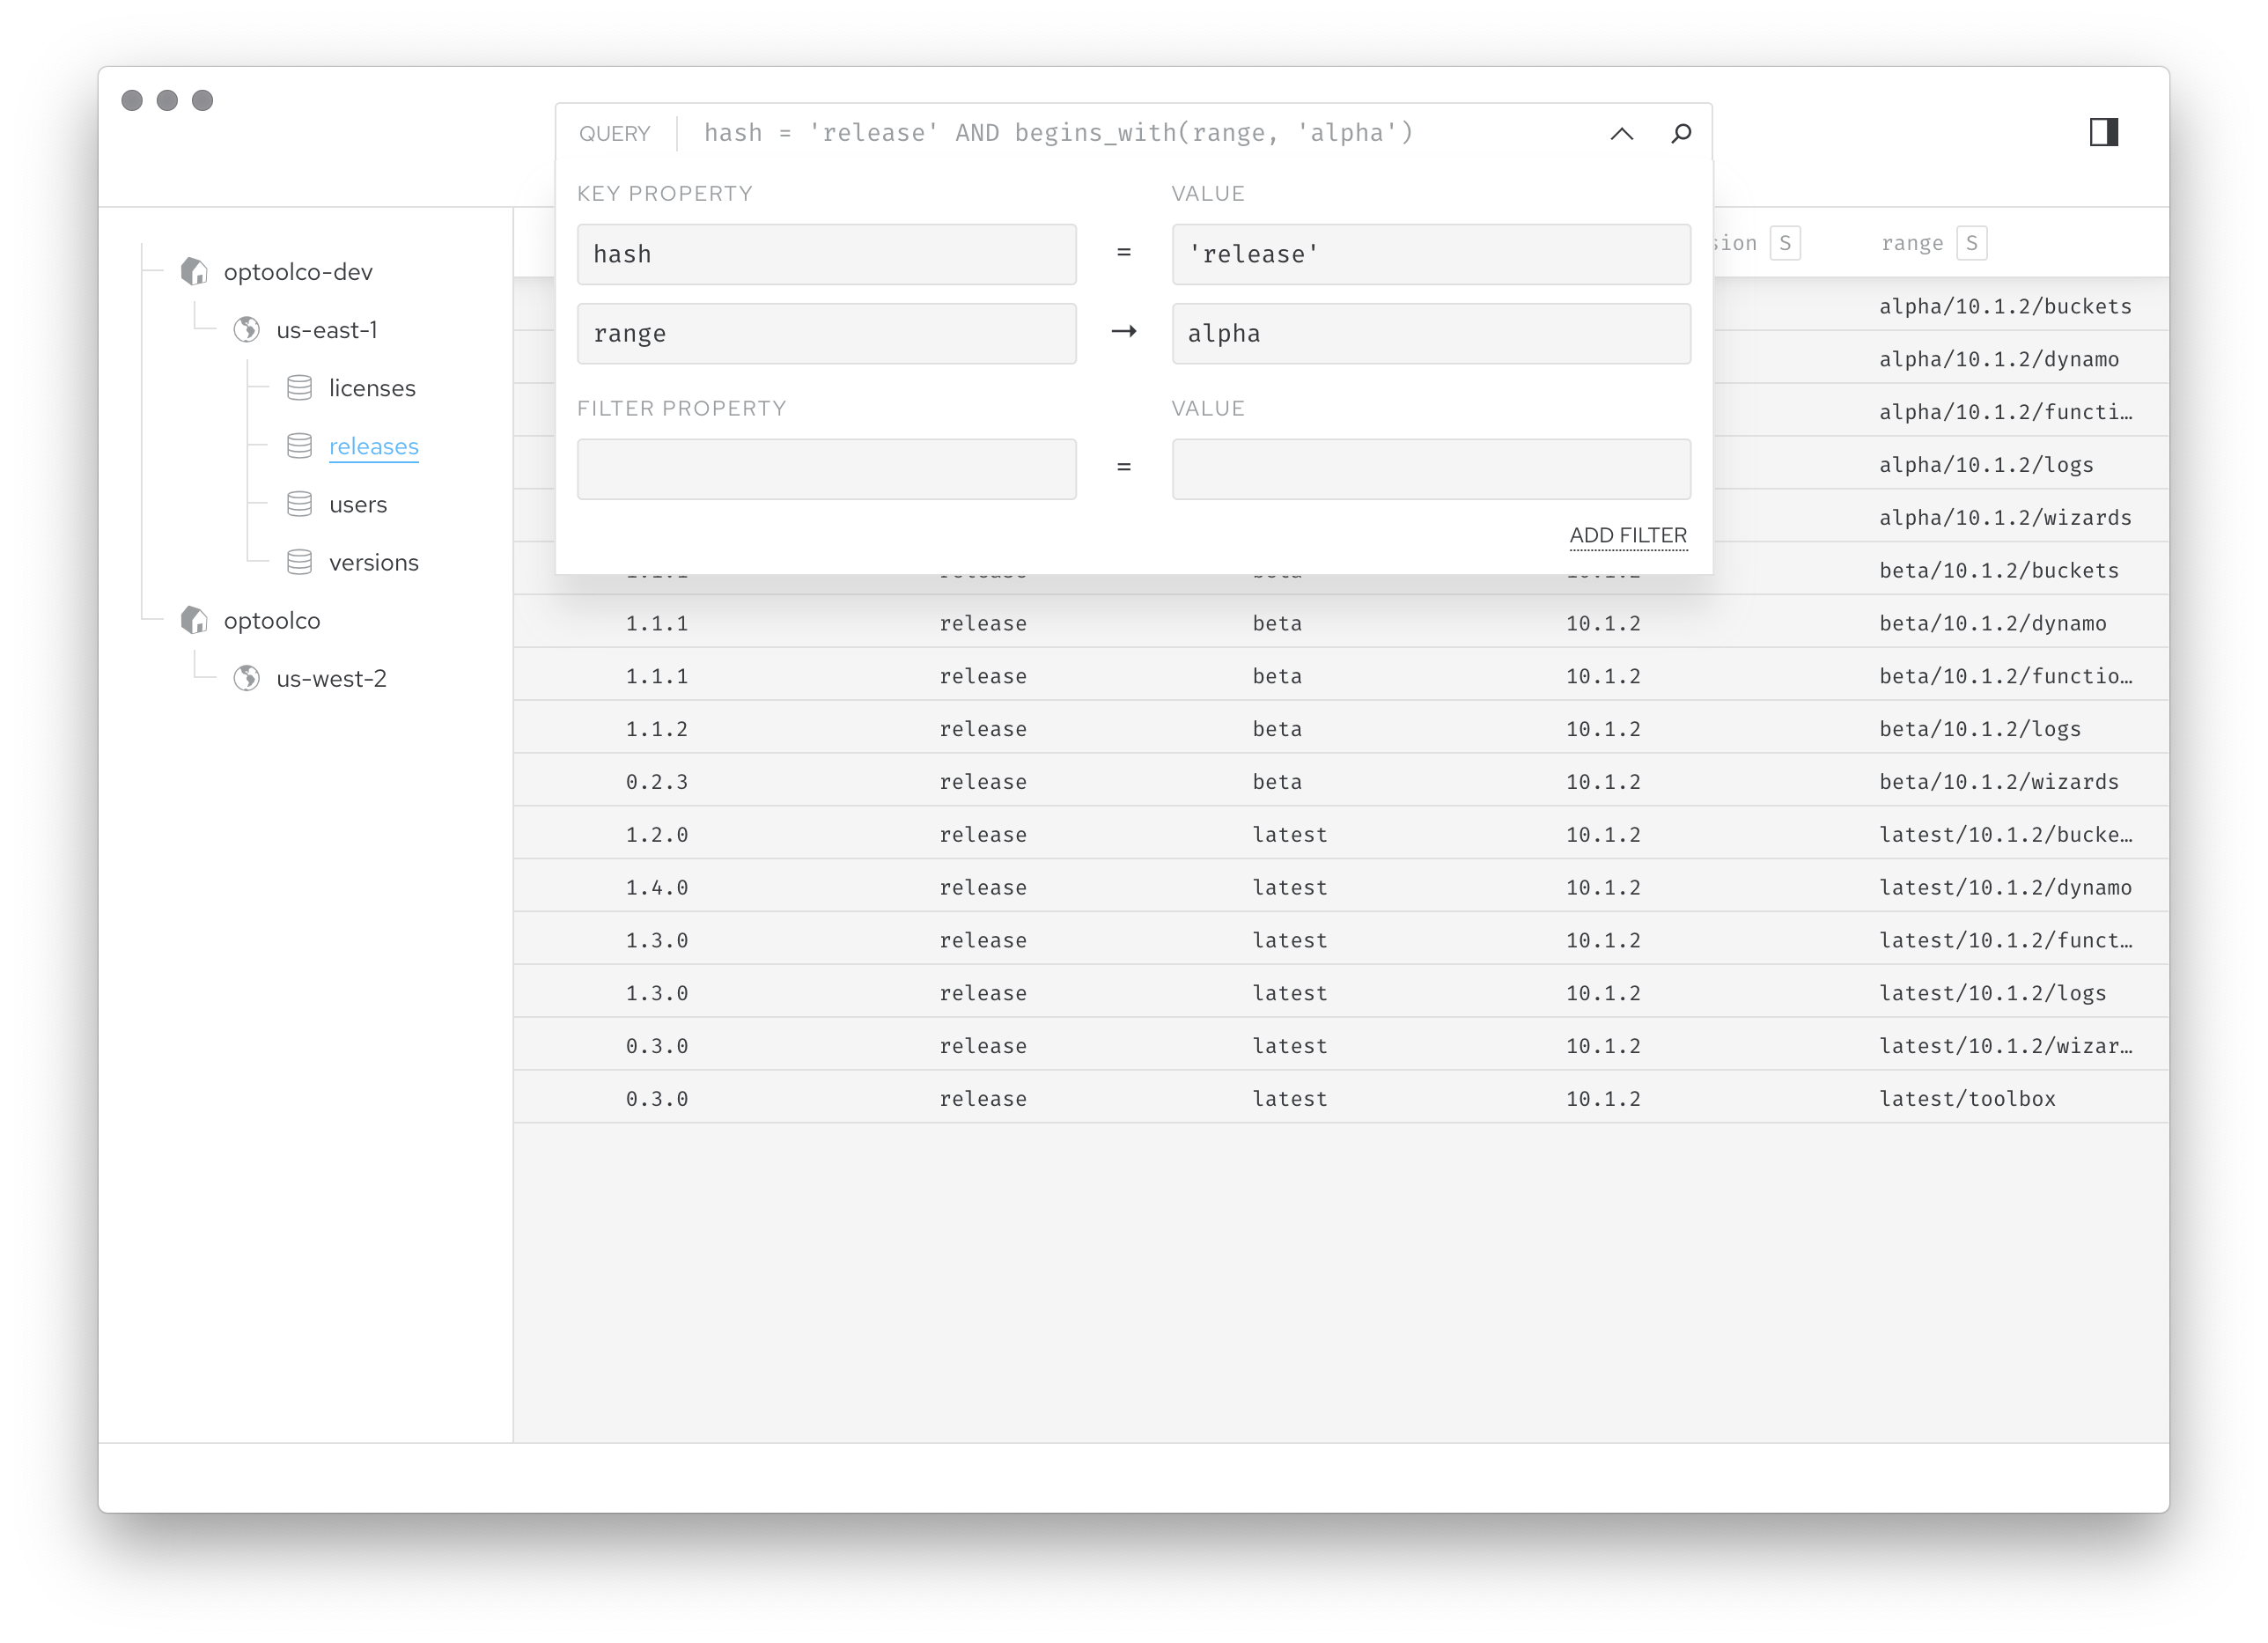 QUERY hash = 'release' AND begins_with(range, 'alpha')
KEY PROPERTY VALUE
hash = 'release'
range → alpha
FILTER PROPERTY VALUE
=
ADD FILTER
optoolco-dev
us-east-1
licenses
releases
users
versions
optoolco
us-west-2
range S
S
alpha/10.1.2/buckets
alpha/10.1.2/dynamo
alpha/10.1.2/functi…
alpha/10.1.2/logs
alpha/10.1.2/wizards
beta/10.1.2/buckets
1.1.1 release beta 10.1.2 beta/10.1.2/dynamo
1.1.1 release beta 10.1.2 beta/10.1.2/functio…
1.1.2 release beta 10.1.2 beta/10.1.2/logs
0.2.3 release beta 10.1.2 beta/10.1.2/wizards
1.2.0 release latest 10.1.2 latest/10.1.2/bucke…
1.4.0 release latest 10.1.2 latest/10.1.2/dynamo
1.3.0 release latest 10.1.2 latest/10.1.2/funct…
1.3.0 release latest 10.1.2 latest/10.1.2/logs
0.3.0 release latest 10.1.2 latest/10.1.2/wizar…
0.3.0 release latest 10.1.2 latest/toolbox